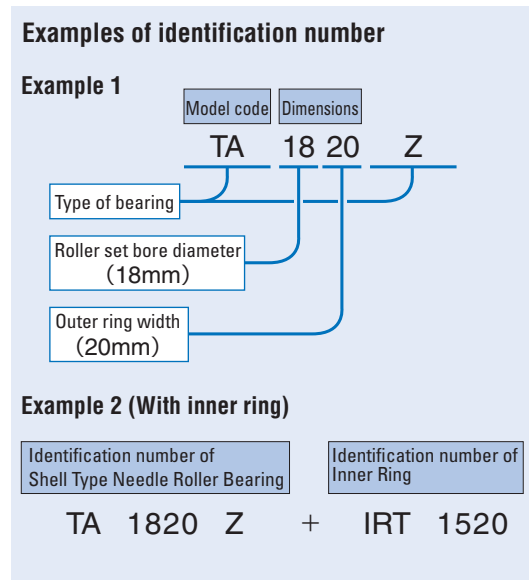 Examples of identification number
Example 1
Model code Dimensions
TA 18 20 Z
Type of bearing
Roller set bore diameter
(18mm)
Outer ring width
(20mm)
Example 2 (With inner ring)
Identification number of
Shell Type Needle Roller Bearing
Identification number of
Inner Ring
TA 1820 Z + IRT 1520